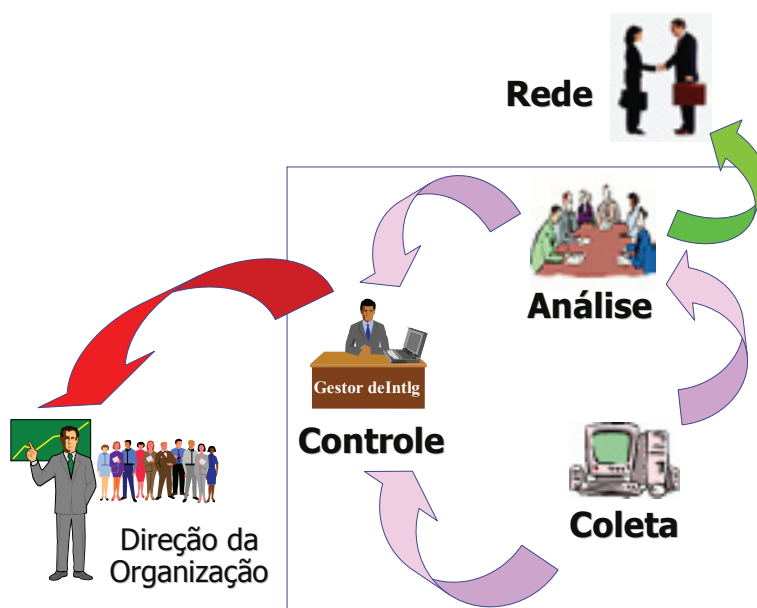 Rede
Análise
Gestor deIntlg
Controle
Coleta
Direção da
Organização